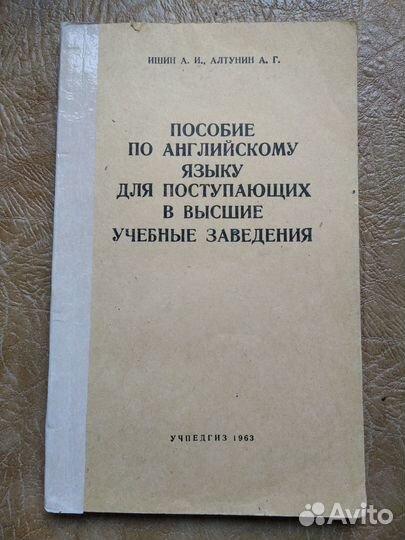 ИШИН А. И., АЛТУНИН А. Г.
ПОСОБИЕ
ПО АНГЛИЙСКОМУ
ЯЗЫКУ
ДЛЯ ПОСТУПАЮЩИХ
В ВЫСШИЕ
УЧЕБНЫЕ ЗАВЕДЕНИЯ
УЧПЕДГИЗ 1963
Avito